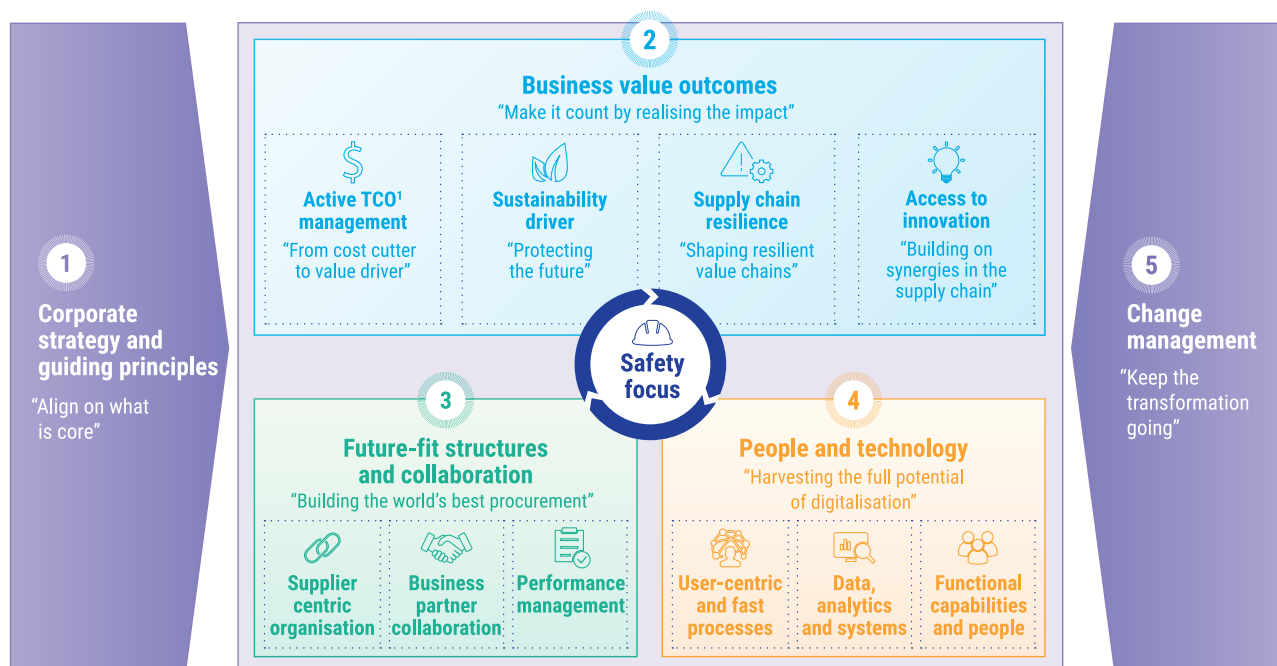 1
Corporate
strategy and
guiding principles
“Align on what
is core”
2
Business value outcomes
“Make it count by realising the impact”
Active TCO¹
management
“From cost cutter
to value driver”
Sustainability
driver
“Protecting
the future”
Supply chain
resilience
“Shaping resilient
value chains”
Access to
innovation
“Building on
synergies in the
supply chain”
Safety
focus
3
Future-fit structures
and collaboration
“Building the world’s best procurement”
Supplier
centric
organisation
Business
partner
collaboration
Performance
management
4
People and technology
“Harvesting the full potential
of digitalisation”
User-centric
and fast
processes
Data,
analytics
and systems
Functional
capabilities
and people
5
Change
management
“Keep the
transformation
going”